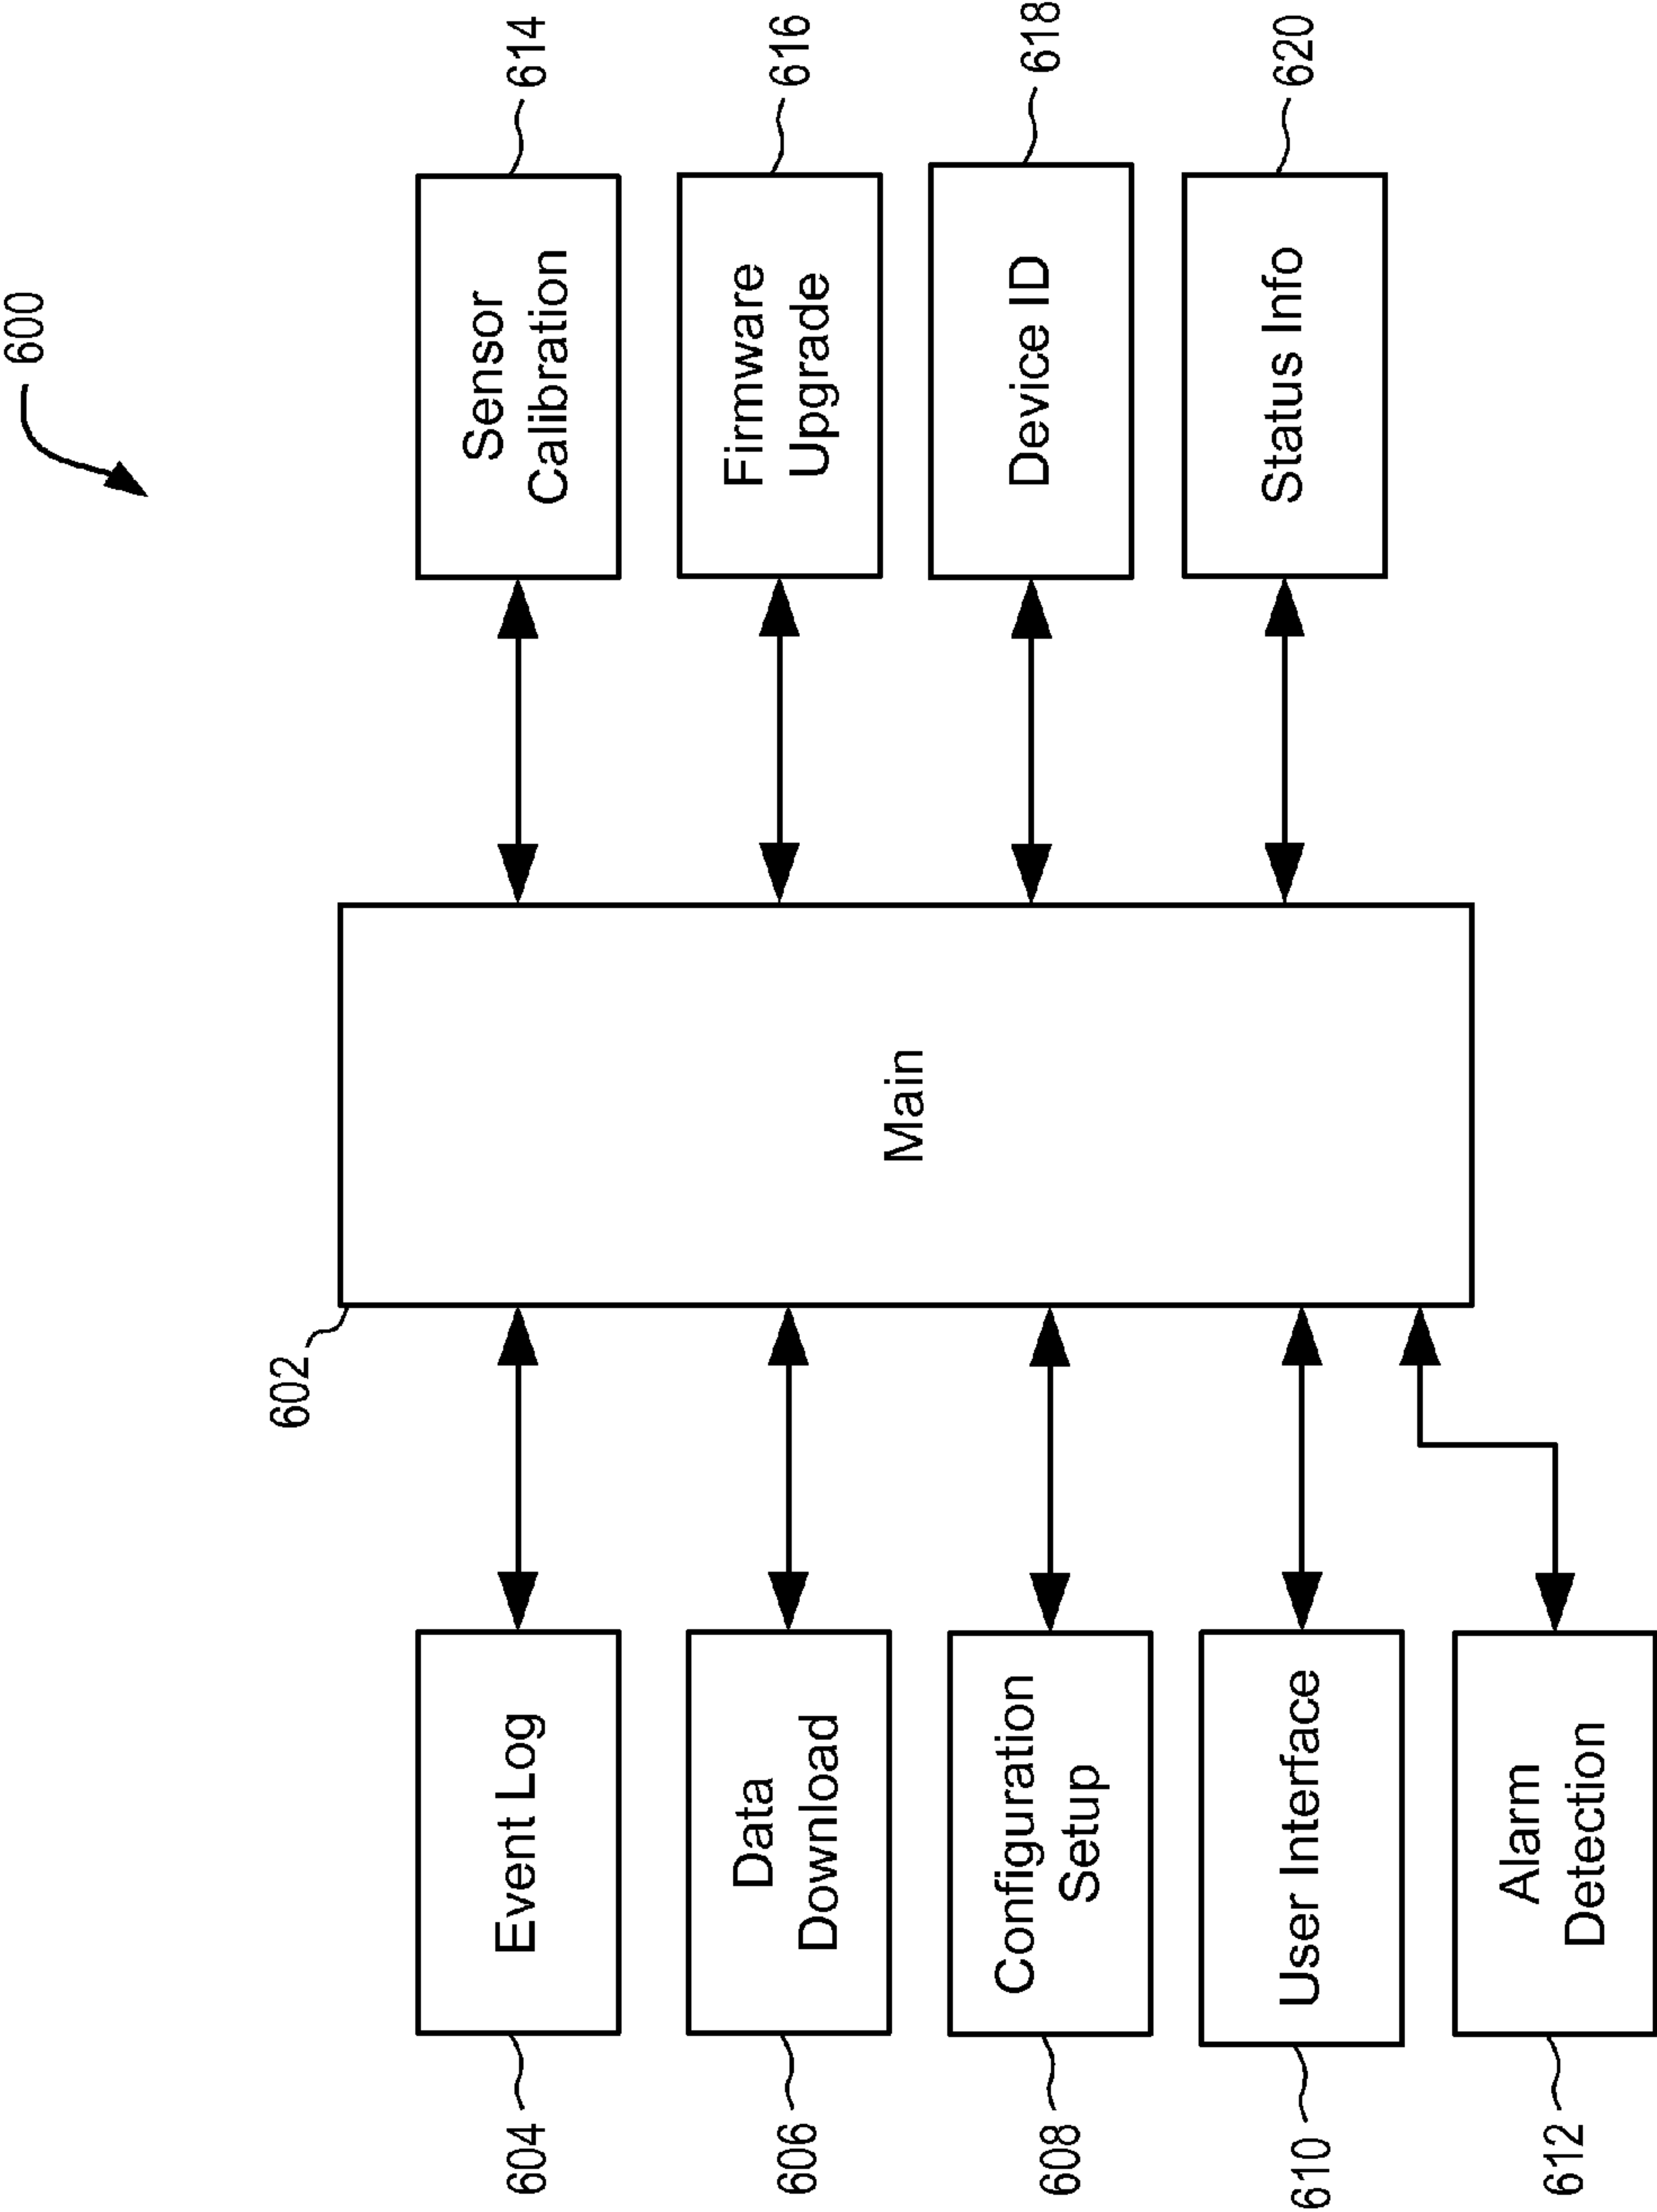 600
602
Main
604
Event Log
606
Data
Download
608
Configuration
Setup
610
User Interface
612
Alarm
Detection
Sensor
Calibration
614
Firmware
Upgrade
616
Device ID
618
Status Info
620